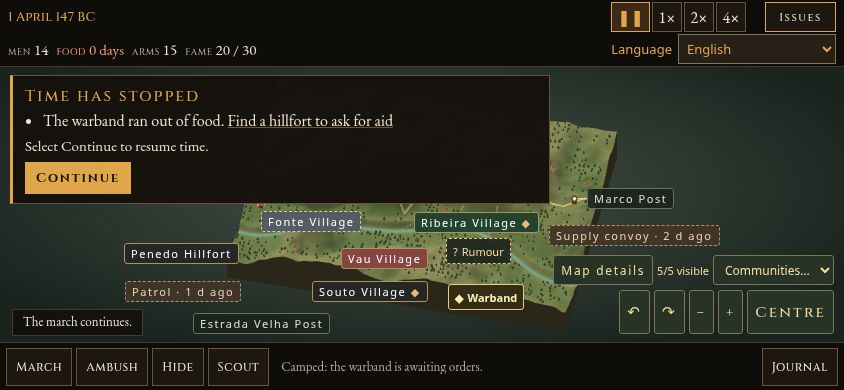 1 April 147 BC
❚❚ 1× 2× 4× Issues
MEN 14 FOOD 0 days ARMS 15 FAME 20 / 30
Language English
Time has stopped
• The warband ran out of food. Find a hillfort to ask for aid
Select Continue to resume time.
Continue
Marco Post
Fonte Village
Ribeira Village ◆
Supply convoy · 2 d ago
Penedo Hillfort
Vau Village
? Rumour
Map details 5/5 visible Communities...
Patrol · 1 d ago
Souto Village ◆
◆ Warband
↶ ↷ − + Centre
The march continues.
Estrada Velha Post
March Ambush Hide Scout Camped: the warband is awaiting orders. Journal